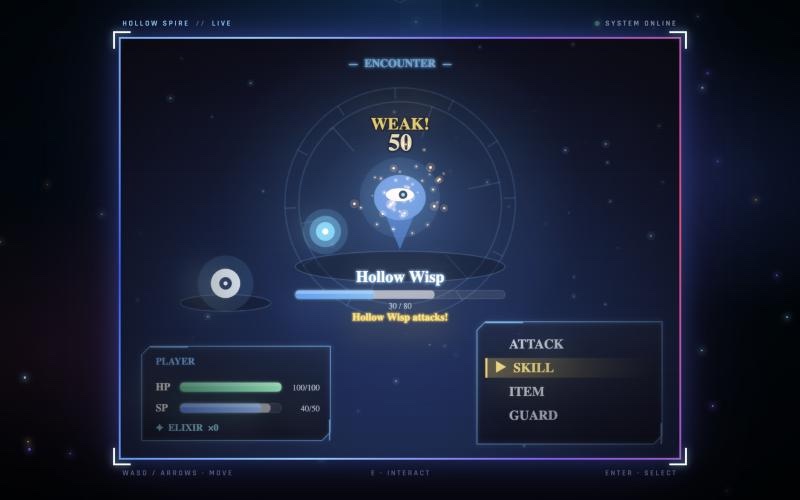 HOLLOW SPIRE // LIVE
SYSTEM ONLINE
— ENCOUNTER —
WEAK!
50
Hollow Wisp
30 / 80
Hollow Wisp attacks!
PLAYER
HP 100/100
SP 40/50
ELIXIR x0
ATTACK
SKILL
ITEM
GUARD
WASD / ARROWS · MOVE
E · INTERACT
ENTER · SELECT